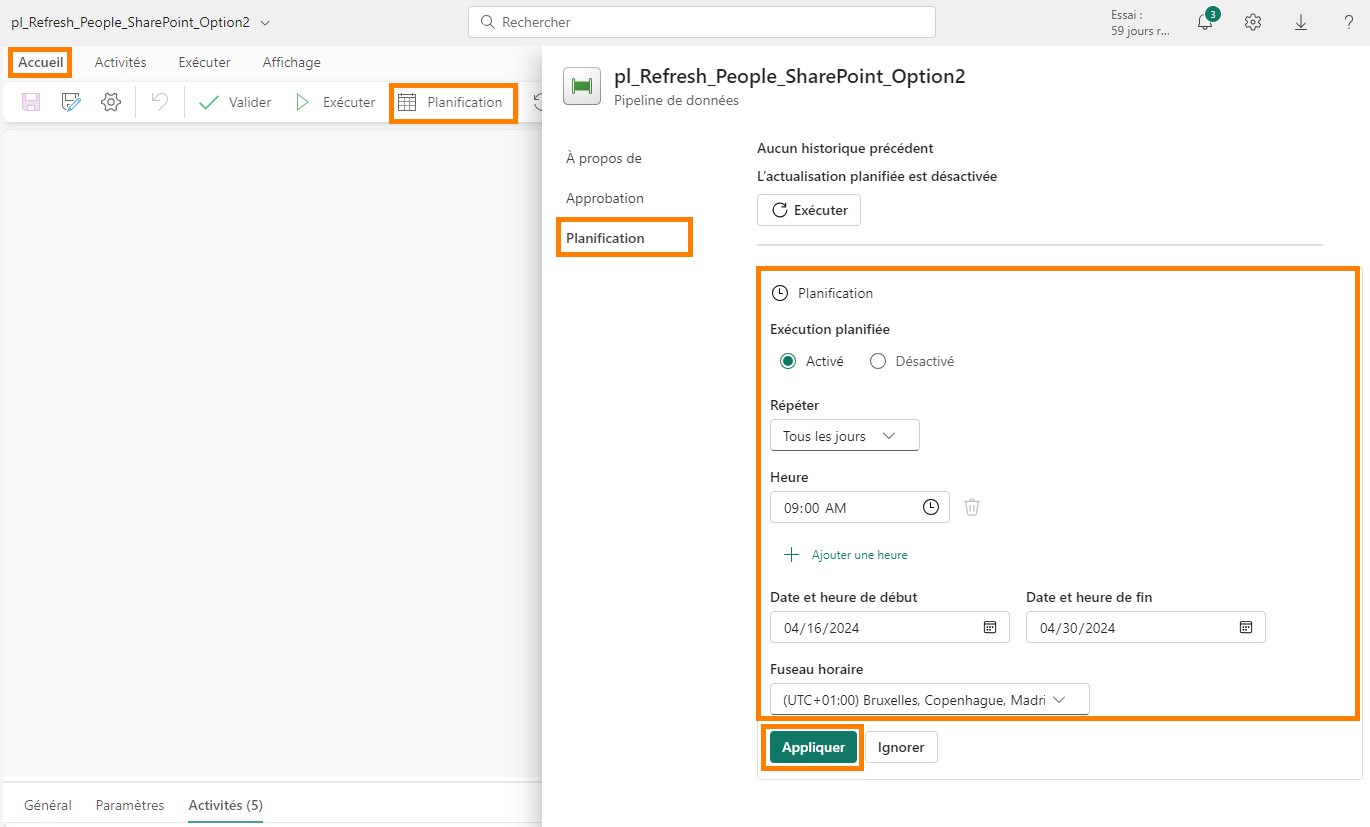 pl_Refresh_People_SharePoint_Option2
Rechercher
Essai :
59 jours r...
3
?
Accueil
Activités
Exécuter
Affichage
Valider
Exécuter
Planification
pl_Refresh_People_SharePoint_Option2
Pipeline de données
À propos de
Approbation
Planification
Aucun historique précédent
L'actualisation planifiée est désactivée
Exécuter
Planification
Exécution planifiée
Activé
Désactivé
Répéter
Tous les jours
Heure
09:00 AM
Ajouter une heure
Date et heure de début
Date et heure de fin
04/16/2024
04/30/2024
Fuseau horaire
(UTC+01:00) Bruxelles, Copenhague, Madri
Appliquer
Ignorer
Général
Paramètres
Activités (5)